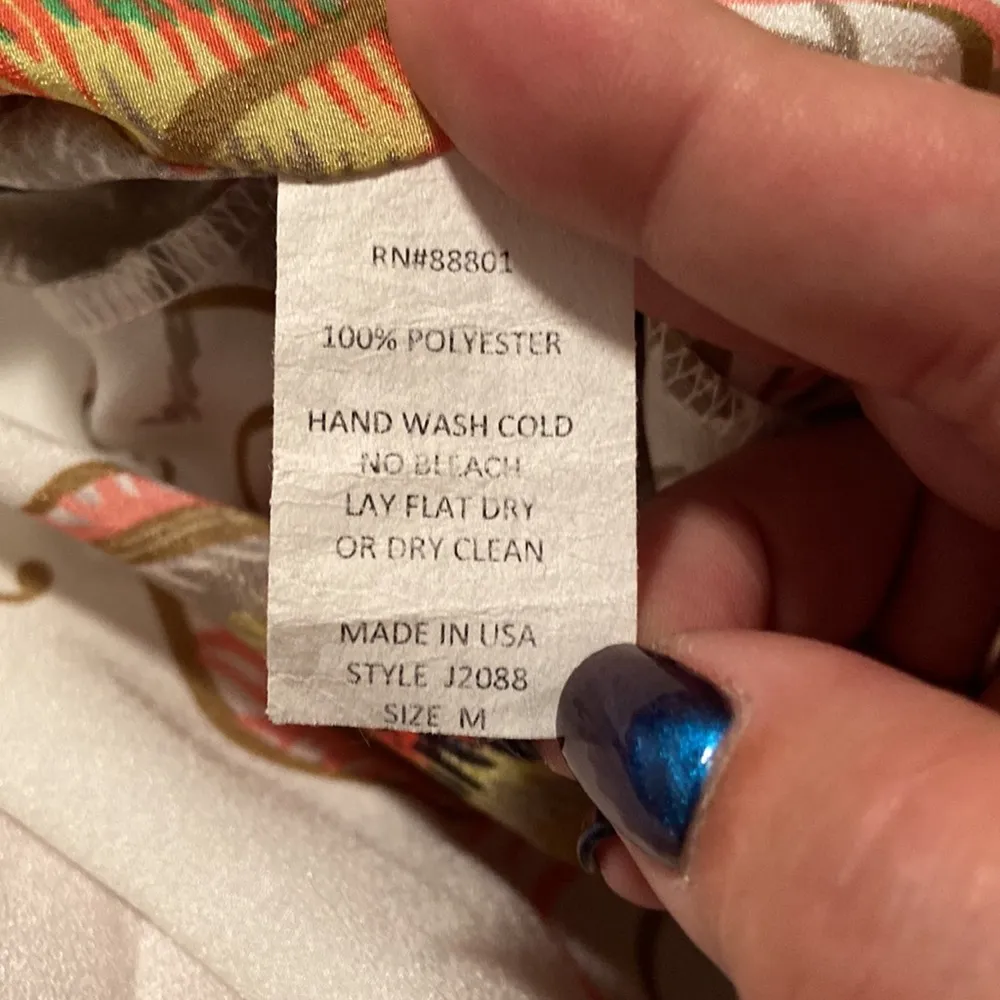 RN#88801
100% POLYESTER
HAND WASH COLD
NO BLEACH
LAY FLAT DRY
OR DRY CLEAN
MADE IN USA
STYLE J2088
SIZE M